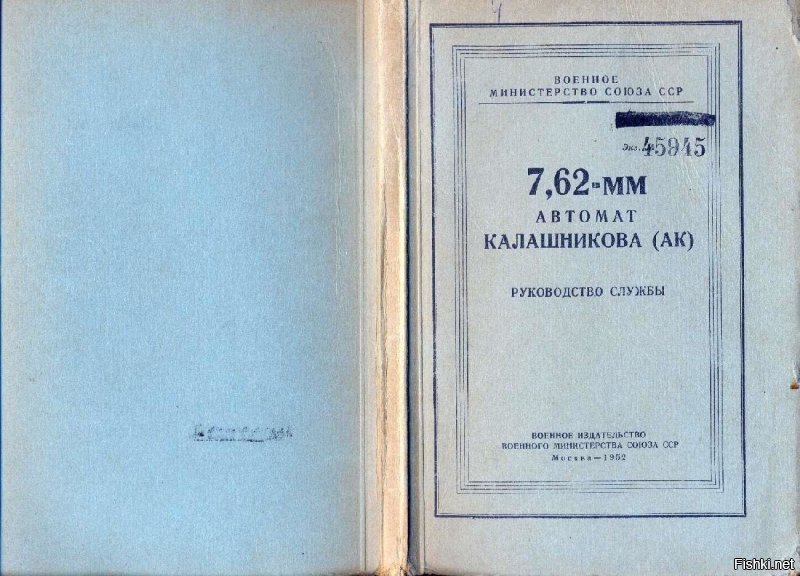 ВОЕННОЕ
МИНИСТЕРСТВО СОЮЗА ССР
Экз. 45945
7,62-мм
АВТОМАТ
КАЛАШНИКОВА (АК)
РУКОВОДСТВО СЛУЖБЫ
ВОЕННОЕ ИЗДАТЕЛЬСТВО
ВОЕННОГО МИНИСТЕРСТВА СОЮЗА ССР
Москва—1952
Fishki.net